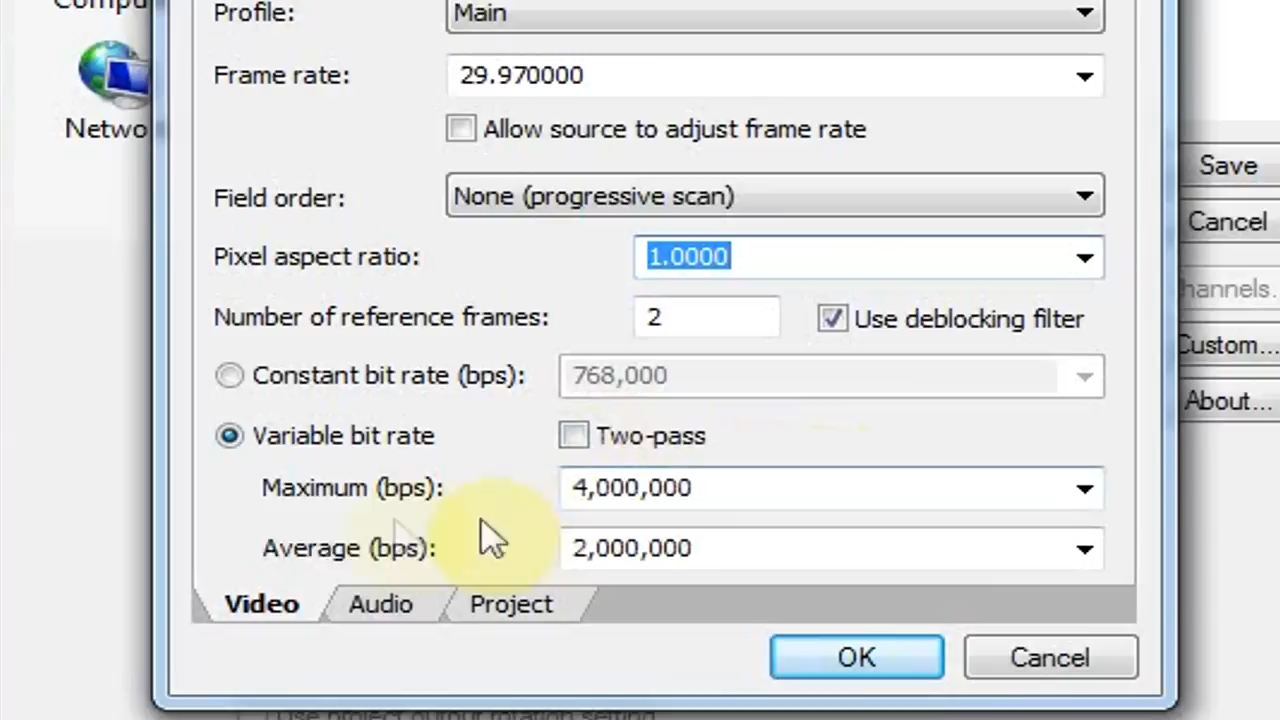 Profile:
Main
Frame rate:
29.970000
Allow source to adjust frame rate
Save
Field order:
None (progressive scan)
Cancel
Pixel aspect ratio:
1.0000
Number of reference frames:
2
Use deblocking filter
Custom...
Constant bit rate (bps):
768,000
About...
Variable bit rate
Two-pass
Maximum (bps):
4,000,000
Average (bps):
2,000,000
Video
Audio
Project
OK
Cancel